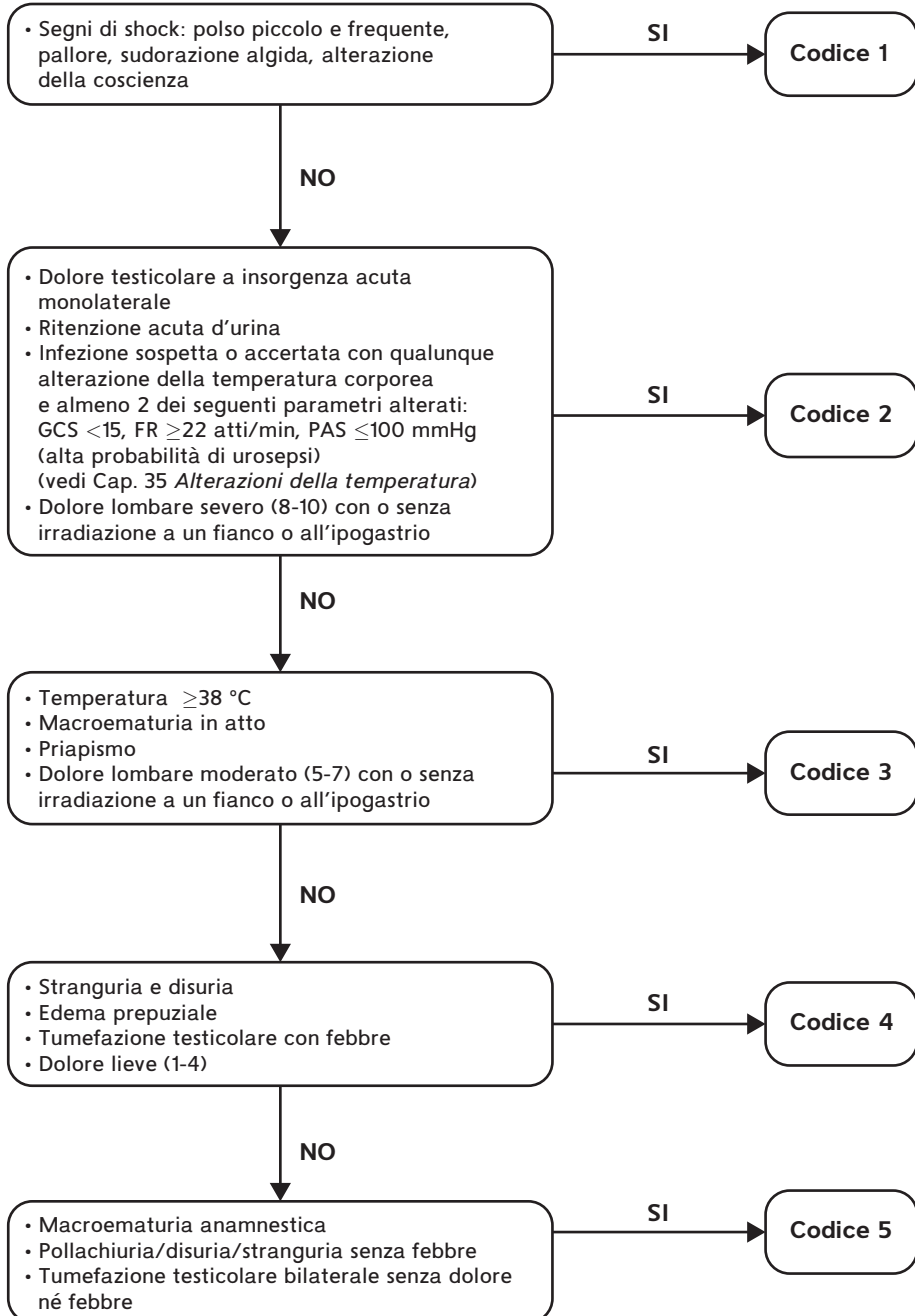 • Segni di shock: polso piccolo e frequente,
pallore, sudorazione algida, alterazione
della coscienza
SI
Codice 1
NO
• Dolore testicolare a insorgenza acuta
monolaterale
• Ritenzione acuta d'urina
• Infezione sospetta o accertata con qualunque
alterazione della temperatura corporea
e almeno 2 dei seguenti parametri alterati:
GCS <15, FR ≥22 atti/min, PAS ≤100 mmHg
(alta probabilità di urosepsi)
(vedi Cap. 35 Alterazioni della temperatura)
• Dolore lombare severo (8-10) con o senza
irradiazione a un fianco o all'ipogastrio
SI
Codice 2
NO
• Temperatura ≥38 °C
• Macroematuria in atto
• Priapismo
• Dolore lombare moderato (5-7) con o senza
irradiazione a un fianco o all'ipogastrio
SI
Codice 3
NO
• Stranguria e disuria
• Edema prepuziale
• Tumefazione testicolare con febbre
• Dolore lieve (1-4)
SI
Codice 4
NO
• Macroematuria anamnestica
• Pollachiuria/disuria/stranguria senza febbre
• Tumefazione testicolare bilaterale senza dolore
né febbre
SI
Codice 5